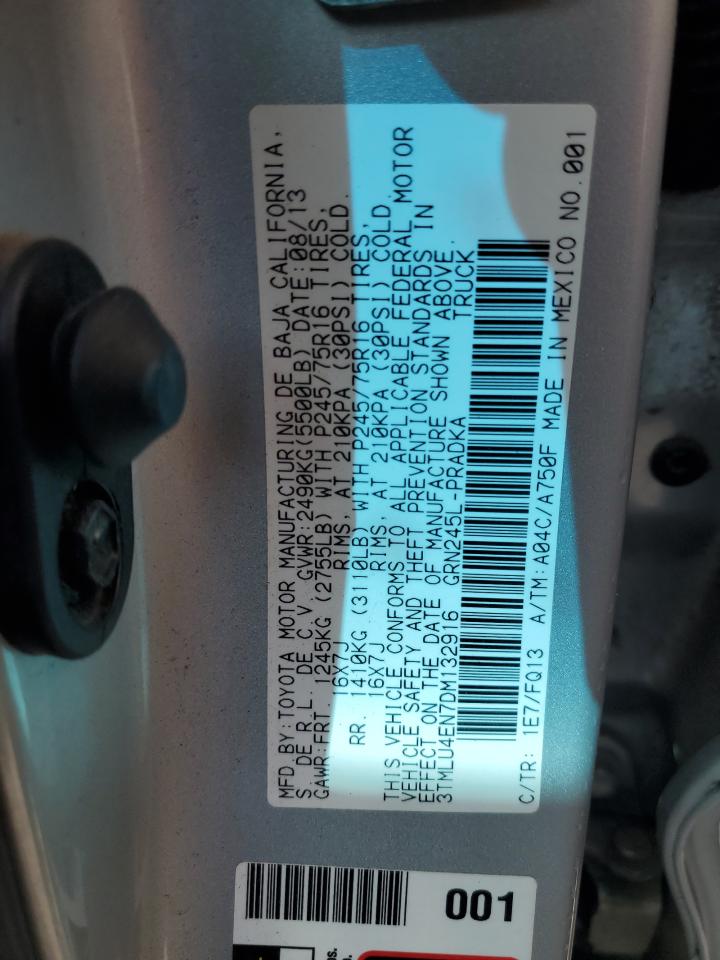 MFD.BY:TOYOTA MOTOR MANUFACTURING DE BAJA CALIFORNIA,
S. DE R.L. DE C.V GVWR:2490KG(5500LB) DATE:08/13
GAWR:FRT. 1245KG (2755LB) WITH P245/75R16 TIRES,
16X7J RIMS, AT 210KPA (30PSI) COLD.
RR. 1410KG (3110LB) WITH P245/75R16 TIRES,
16X7J RIMS, AT 210KPA (30PSI) COLD.
THIS VEHICLE CONFORMS TO ALL APPLICABLE FEDERAL MOTOR
VEHICLE SAFETY AND THEFT PREVENTION STANDARDS IN
EFFECT ON THE DATE OF MANUFACTURE SHOWN ABOVE.
3TMLU4EN7DM132916 GRN245L-PRADKA TRUCK
C/TR: 1E7/FQ13 A/TM:A04C/A750F MADE IN MEXICO NO.001
001